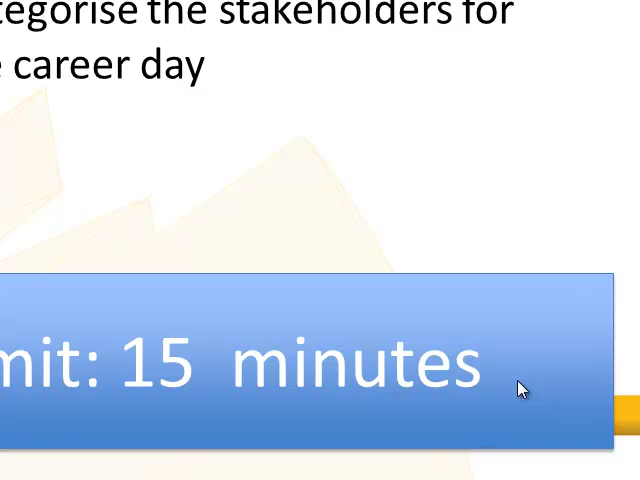 tegorise the stakeholders for
e career day
mit: 15 minutes